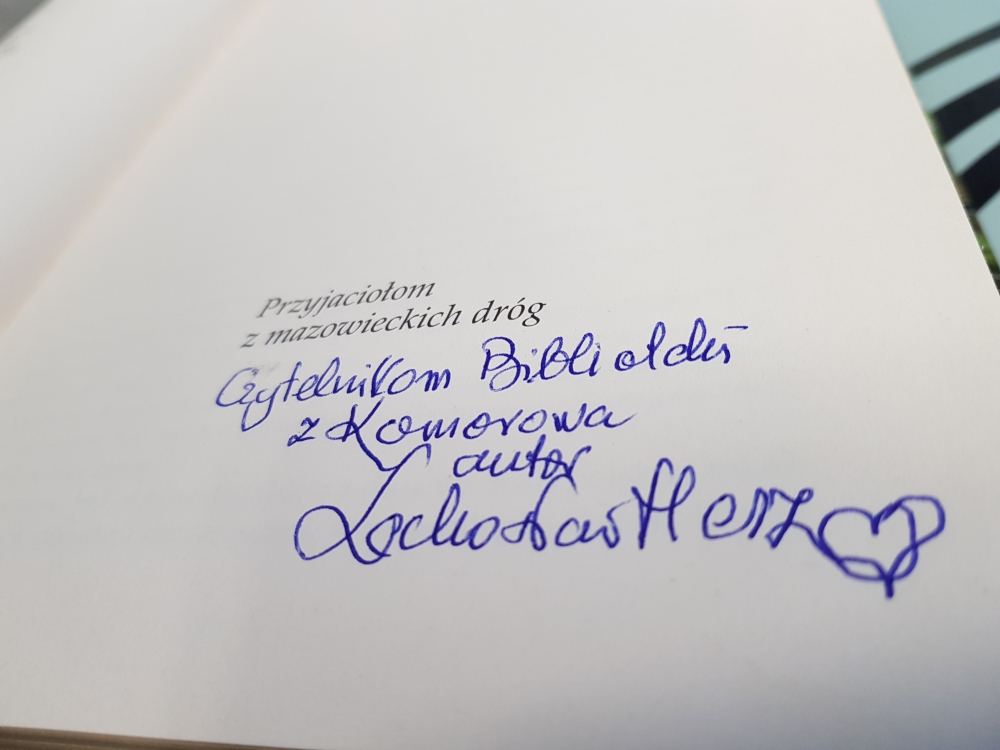 Przyjaciołom
z mazowieckich dróg
Czytelnikom Biblioteki
z Komorowa
autor
Lechosław Herz